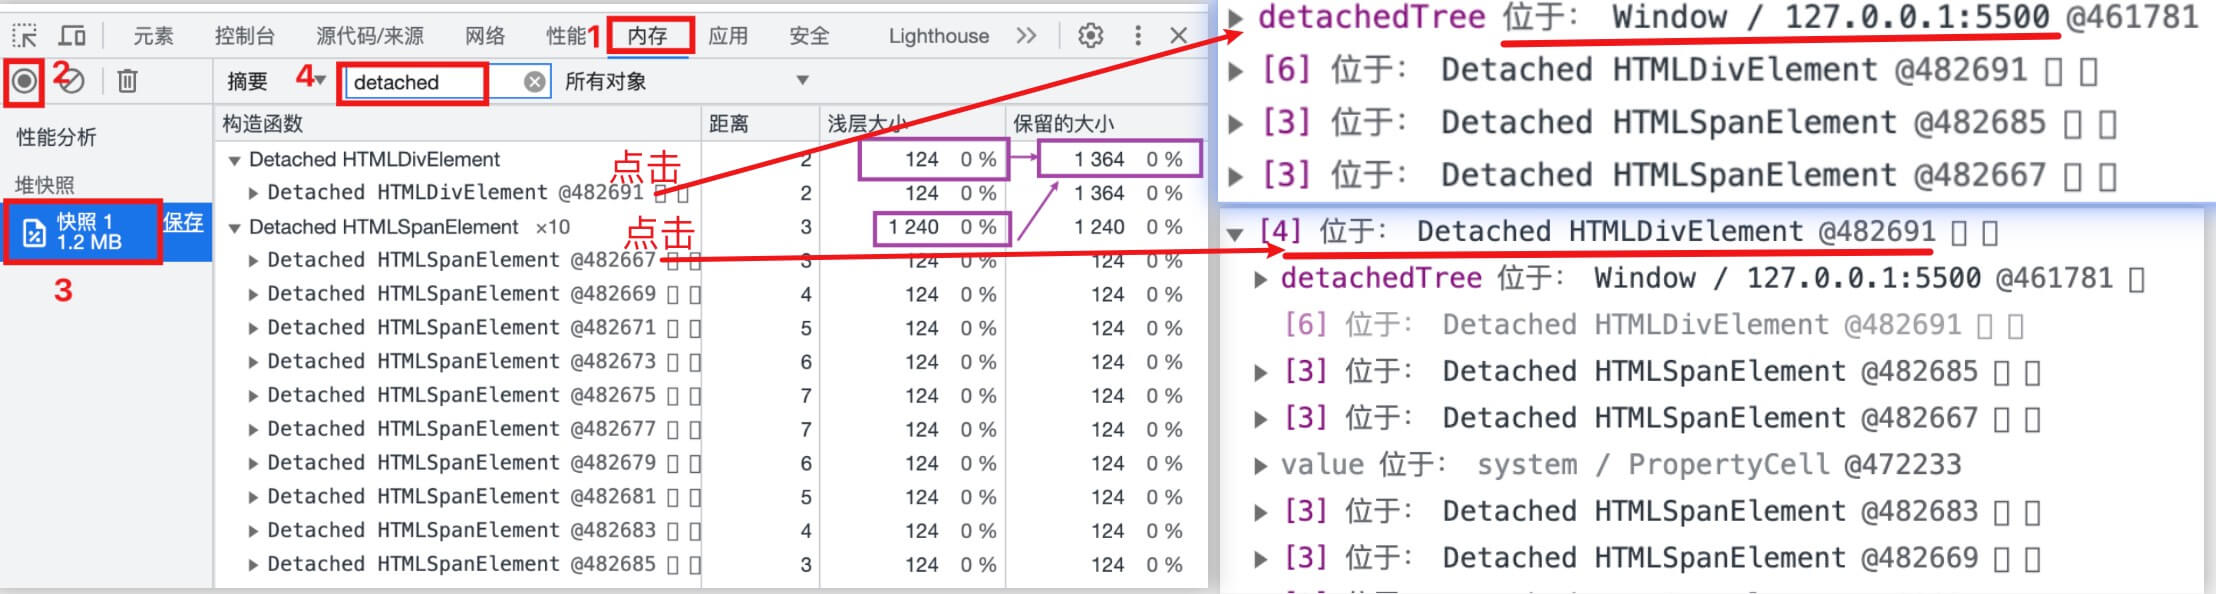 元素 控制台 源代码/来源 网络 性能 1 内存 应用 安全 Lighthouse
2 摘要 4 detached 所有对象
性能分析
堆快照
快照 1
1.2 MB
保存
3
构造函数 距离 浅层大小 保留的大小
Detached HTMLDivElement 2 124 0 % 1 364 0 %
点击
Detached HTMLDivElement @482691 2 124 0 % 1 364 0 %
Detached HTMLSpanElement ×10 3 1 240 0 % 1 240 0 %
点击
Detached HTMLSpanElement @482667 3 124 0 % 124 0 %
Detached HTMLSpanElement @482669 4 124 0 % 124 0 %
Detached HTMLSpanElement @482671 5 124 0 % 124 0 %
Detached HTMLSpanElement @482673 6 124 0 % 124 0 %
Detached HTMLSpanElement @482675 7 124 0 % 124 0 %
Detached HTMLSpanElement @482677 7 124 0 % 124 0 %
Detached HTMLSpanElement @482679 6 124 0 % 124 0 %
Detached HTMLSpanElement @482681 5 124 0 % 124 0 %
Detached HTMLSpanElement @482683 4 124 0 % 124 0 %
Detached HTMLSpanElement @482685 3 124 0 % 124 0 %
detachedTree 位于： Window / 127.0.0.1:5500 @461781
[6] 位于： Detached HTMLDivElement @482691
[3] 位于： Detached HTMLSpanElement @482685
[3] 位于： Detached HTMLSpanElement @482667
[4] 位于： Detached HTMLDivElement @482691
detachedTree 位于： Window / 127.0.0.1:5500 @461781
[6] 位于： Detached HTMLDivElement @482691
[3] 位于： Detached HTMLSpanElement @482685
[3] 位于： Detached HTMLSpanElement @482667
value 位于： system / PropertyCell @472233
[3] 位于： Detached HTMLSpanElement @482683
[3] 位于： Detached HTMLSpanElement @482669